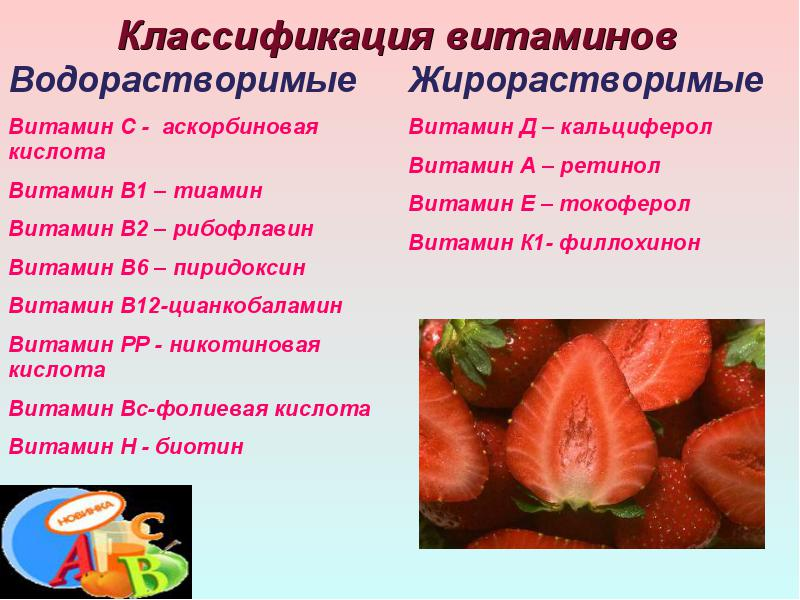 Классификация витаминов
Водорастворимые
Витамин С - аскорбиновая
кислота
Витамин В1 – тиамин
Витамин В2 – рибофлавин
Витамин В6 – пиридоксин
Витамин В12-цианкобаламин
Витамин РР - никотиновая
кислота
Витамин Вс-фолиевая кислота
Витамин Н - биотин
Жирорастворимые
Витамин Д – кальциферол
Витамин А – ретинол
Витамин Е – токоферол
Витамин К1- филлохинон
НОВИНКА
А В С